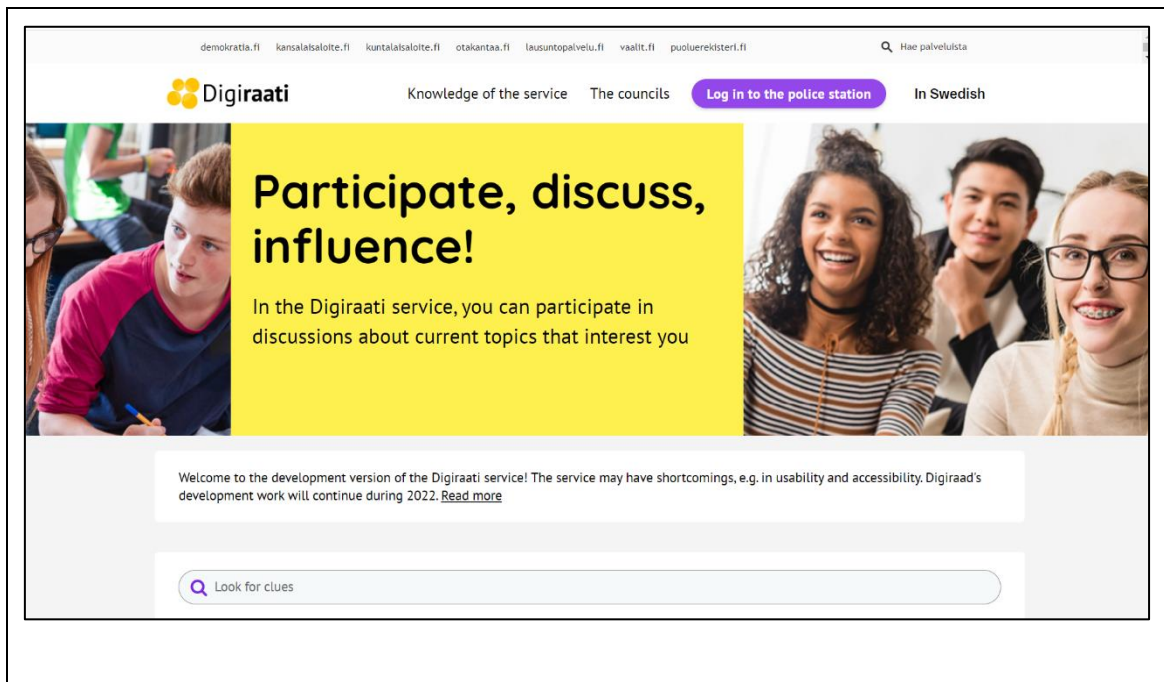 demokratia.fi kansalaisaloite.fi kuntalaisaloite.fi otakantaa.fi lausuntopalvelu.fi vaalit.fi puoluerekisteri.fi Hae palveluista
Digiraati Knowledge of the service The councils Log in to the police station In Swedish
Participate, discuss,
influence!
In the Digiraati service, you can participate in
discussions about current topics that interest you
Welcome to the development version of the Digiraati service! The service may have shortcomings, e.g. in usability and accessibility. Digiraad's
development work will continue during 2022. Read more
Look for clues